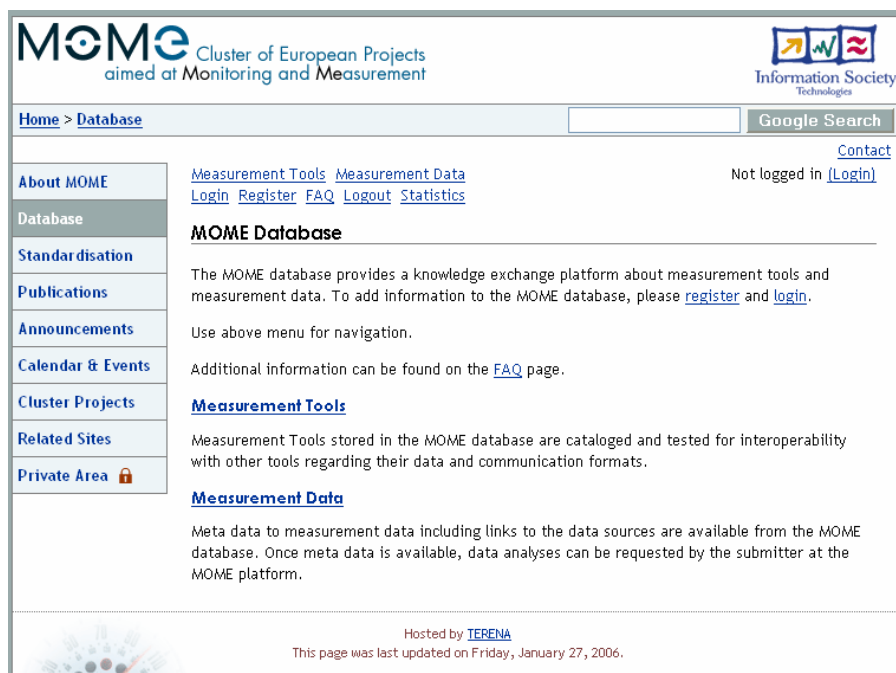 MOME Cluster of European Projects
aimed at Monitoring and Measurement
Information Society
Technologies
Home > Database
Google Search
Contact
Not logged in (Login)
About MOME
Database
Standardisation
Publications
Announcements
Calendar & Events
Cluster Projects
Related Sites
Private Area
Measurement Tools Measurement Data
Login Register FAQ Logout Statistics
MOME Database
The MOME database provides a knowledge exchange platform about measurement tools and
measurement data. To add information to the MOME database, please register and login.
Use above menu for navigation.
Additional information can be found on the FAQ page.
Measurement Tools
Measurement Tools stored in the MOME database are cataloged and tested for interoperability
with other tools regarding their data and communication formats.
Measurement Data
Meta data to measurement data including links to the data sources are available from the MOME
database. Once meta data is available, data analyses can be requested by the submitter at the
MOME platform.
Hosted by TERENA
This page was last updated on Friday, January 27, 2006.